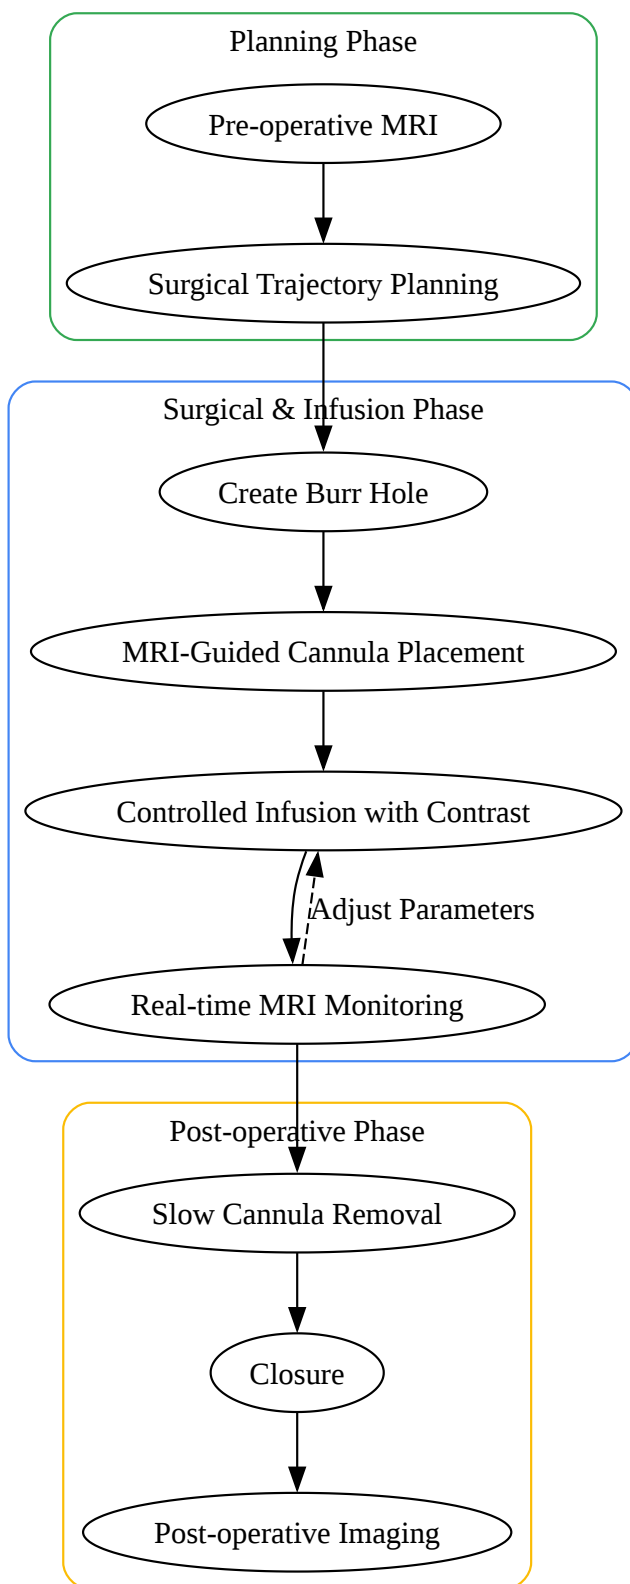 Planning Phase
Pre-operative MRI
Surgical Trajectory Planning
Surgical & Infusion Phase
Create Burr Hole
MRI-Guided Cannula Placement
Controlled Infusion with Contrast
Adjust Parameters
Real-time MRI Monitoring
Post-operative Phase
Slow Cannula Removal
Closure
Post-operative Imaging